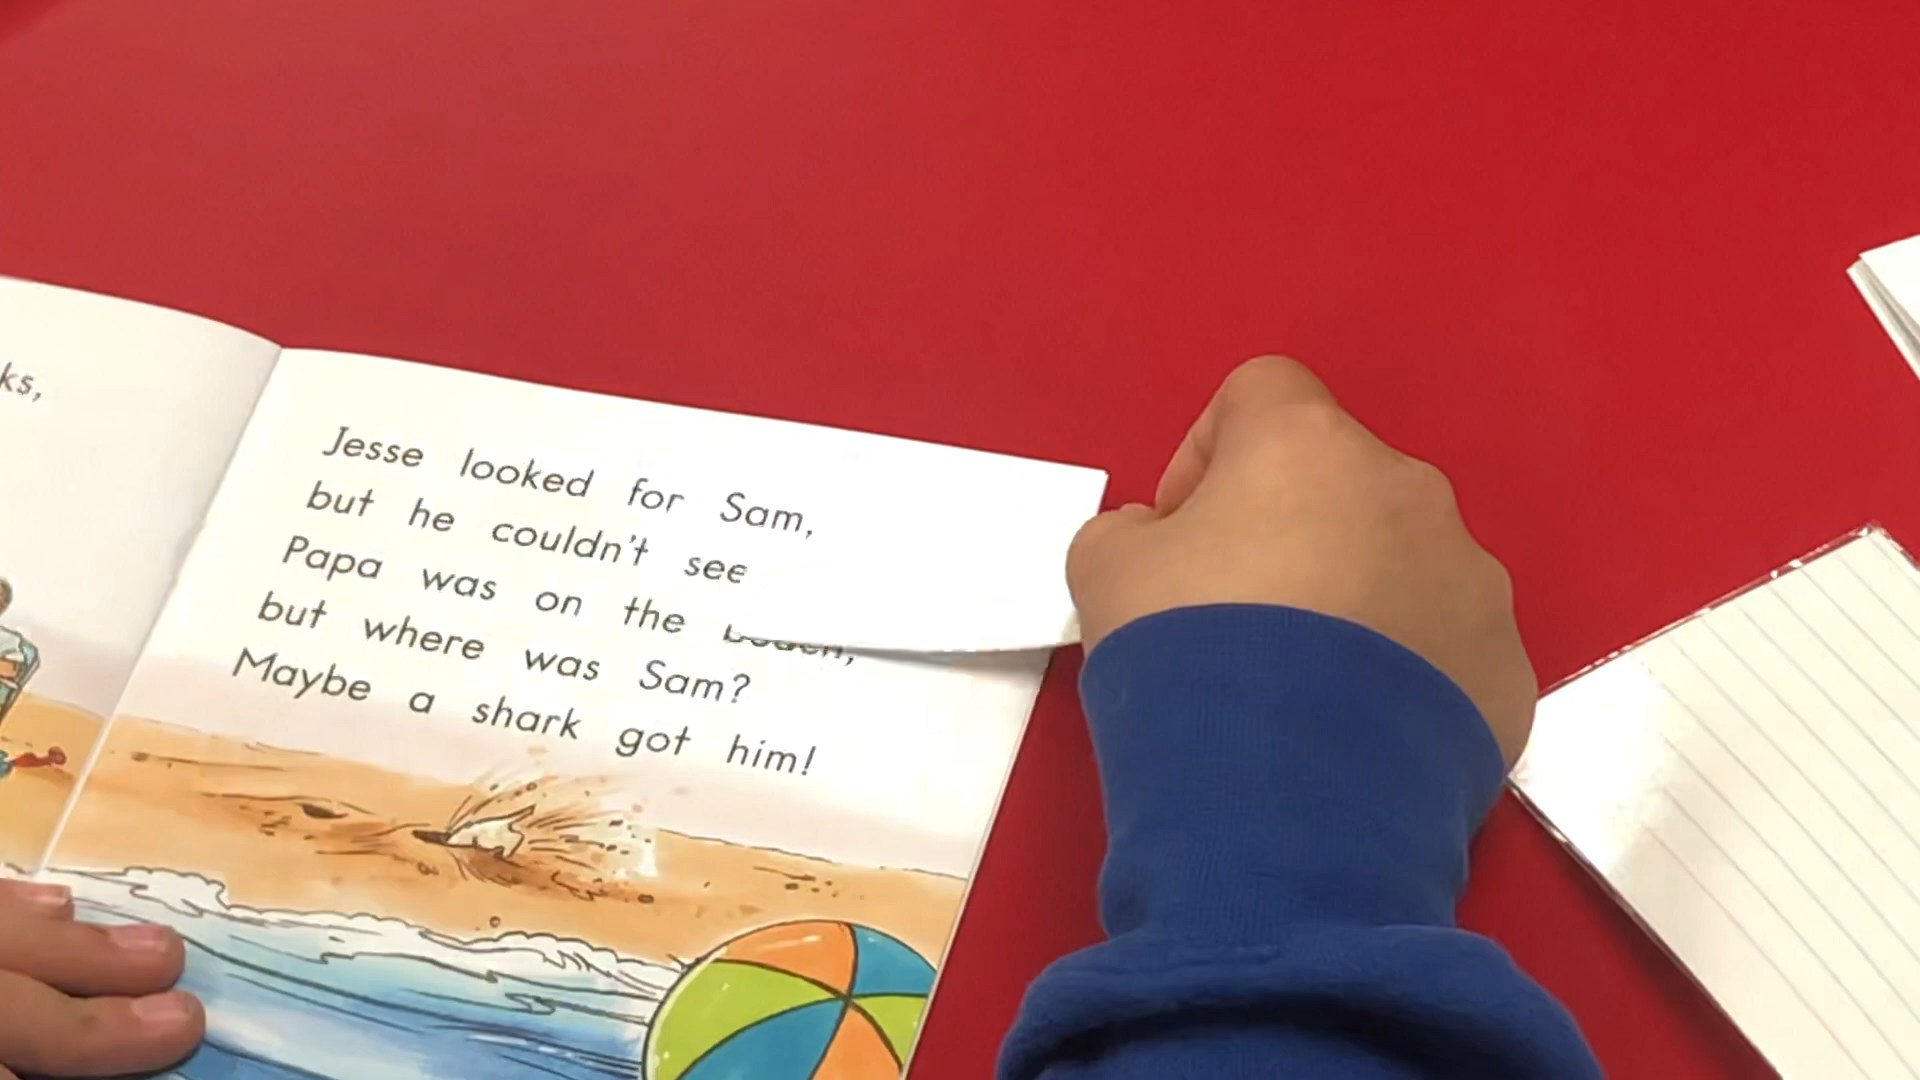 ks,
Jesse looked for Sam,
but he couldn't see
Papa was on the
but where was Sam?
Maybe a shark got him!